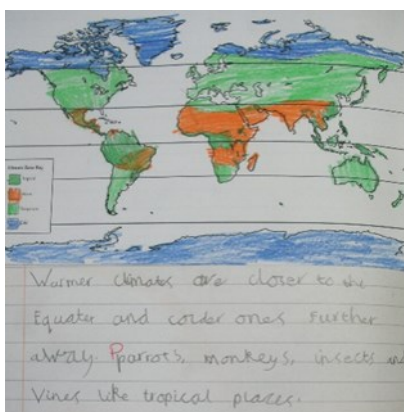 Warmer climates are closer to the
Equater and colder ones further
away. Pparrots, monkeys, insects and
Vines like tropical places.